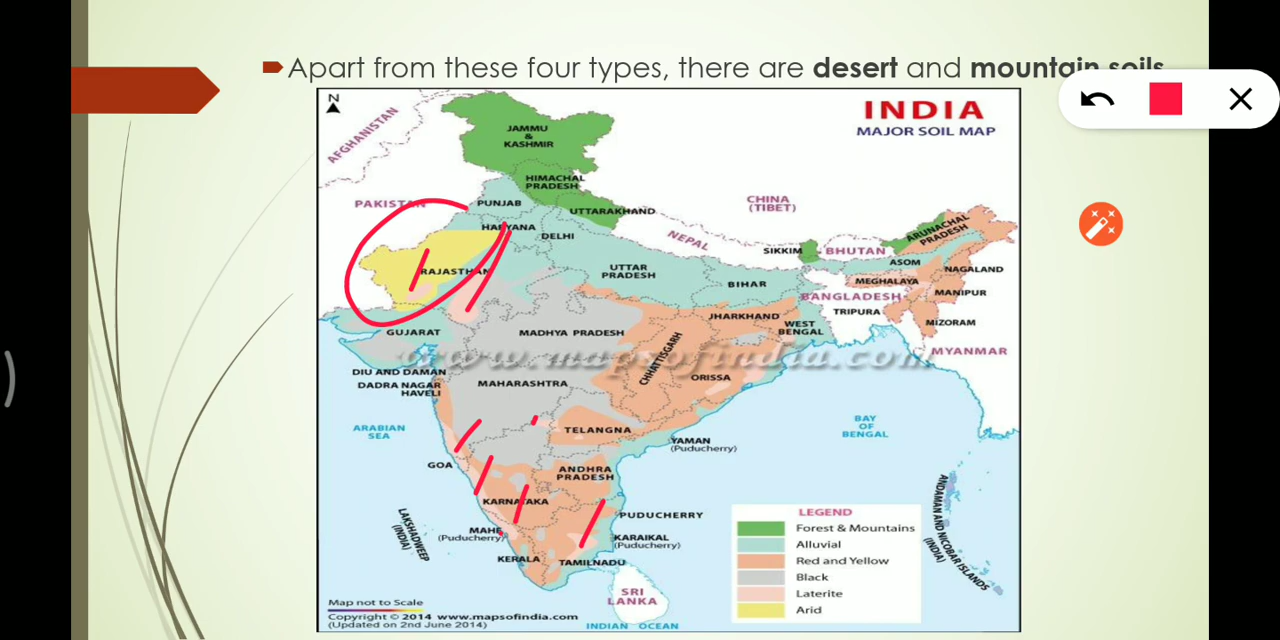 Apart from these four types, there are desert and mountain soils
N
INDIA
MAJOR SOIL MAP
AFGHANISTAN
JAMMU
&
KASHMIR
HIMACHAL
PRADESH
PAKISTAN
PUNJAB
UTTARAKHAND
CHINA
(TIBET)
HARYANA
DELHI
NEPAL
SIKKIM
BHUTAN
ARUNACHAL
PRADESH
ASOM
NAGALAND
RAJASTHAN
UTTAR
PRADESH
BIHAR
MEGHALAYA
MANIPUR
BANGLADESH
TRIPURA
MIZORAM
GUJARAT
MADHYA PRADESH
JHARKHAND
WEST
BENGAL
MYANMAR
www.mapsofindia.com
CHHATTISGARH
DIU AND DAMAN
DADRA NAGAR
HAVELI
MAHARASHTRA
ORISSA
ARABIAN
SEA
TELANGNA
BAY
OF
BENGAL
YAMAN
(Puducherry)
GOA
ANDHRA
PRADESH
KARNATAKA
PUDUCHERRY
LAKSHADWEEP
(INDIA)
MAHE
(Puducherry)
KARAIKAL
(Puducherry)
KERALA
TAMILNADU
ANDAMAN AND NICOBAR ISLANDS
(INDIA)
SRI
LANKA
INDIAN OCEAN
LEGEND
Forest & Mountains
Alluvial
Red and Yellow
Black
Laterite
Arid
Map not to Scale
Copyright © 2014 www.mapsofindia.com
(Updated on 2nd June 2014)